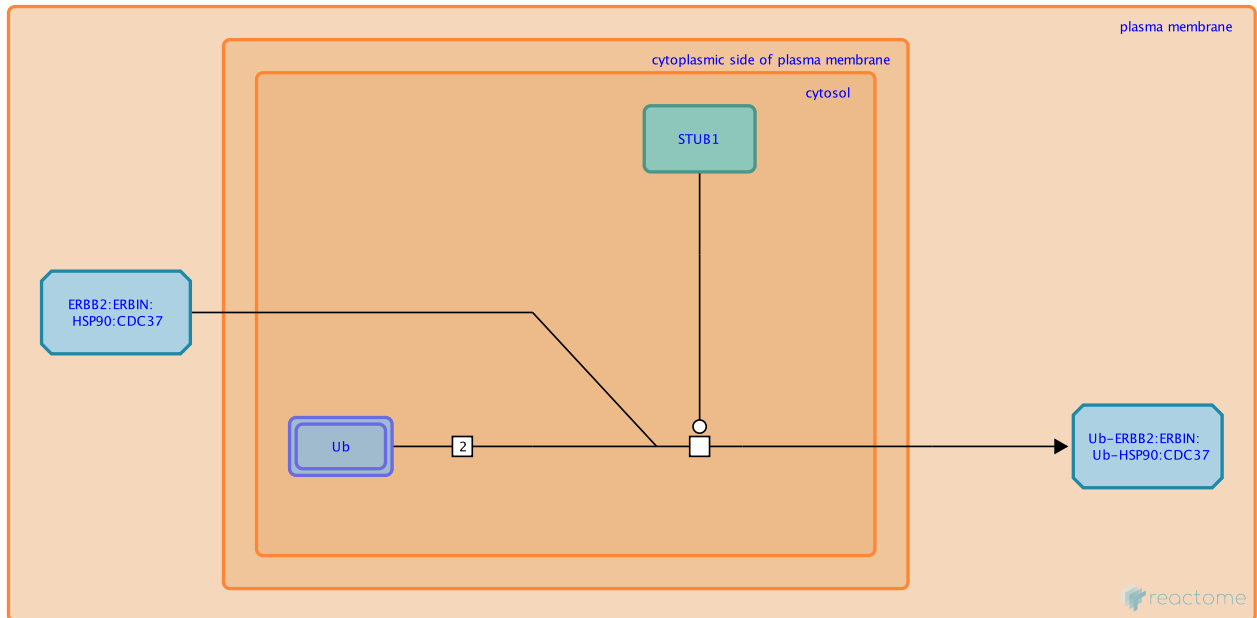 plasma membrane
cytoplasmic side of plasma membrane
cytosol
STUB1
ERBB2:ERBIN:
HSP90:CDC37
Ub
2
Ub-ERBB2:ERBIN:
Ub-HSP90:CDC37
reactome